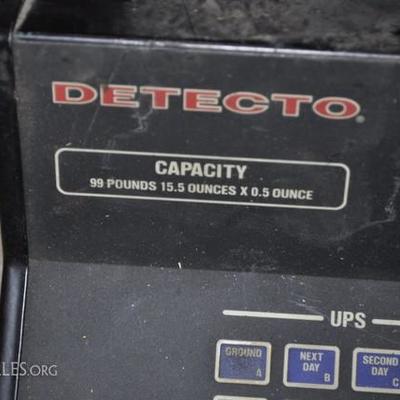 DETECTO®
CAPACITY
99 POUNDS 15.5 OUNCES X 0.5 OUNCE
UPS
GROUND
A
NEXT
DAY
B
SECOND
DAY
C
LES.ORG